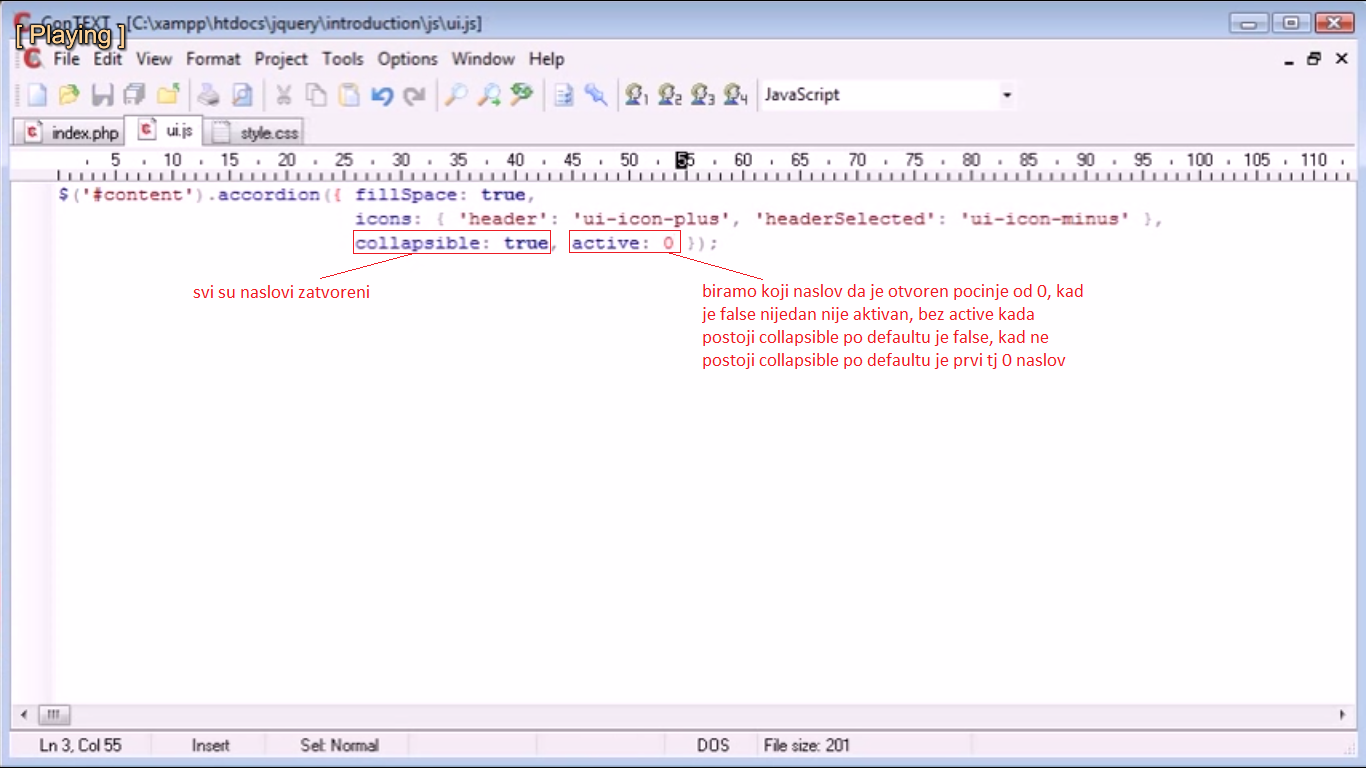 ConTEXT - [C:\xampp\htdocs\jquery\introduction\js\ui.js]
[ Playing ]
File Edit View Format Project Tools Options Window Help
1 2 3 4 JavaScript
index.php ui.js style.css
5 10 15 20 25 30 35 40 45 50 55 60 65 70 75 80 85 90 95 100 105 110
$('#content').accordion({ fillSpace: true,
icons: { 'header': 'ui-icon-plus', 'headerSelected': 'ui-icon-minus' },
collapsible: true, active: 0 });
svi su naslovi zatvoreni
biramo koji naslov da je otvoren pocinje od 0, kad
je false nijedan nije aktivan, bez active kada
postoji collapsible po defaultu je false, kad ne
postoji collapsible po defaultu je prvi tj 0 naslov
Ln 3, Col 55 Insert Sel: Normal DOS File size: 201